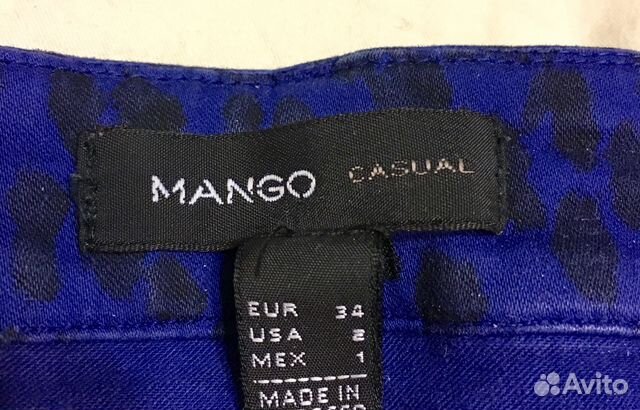 MANGO CASUAL
EUR 34
USA 2
MEX 1
MADE IN
Avito